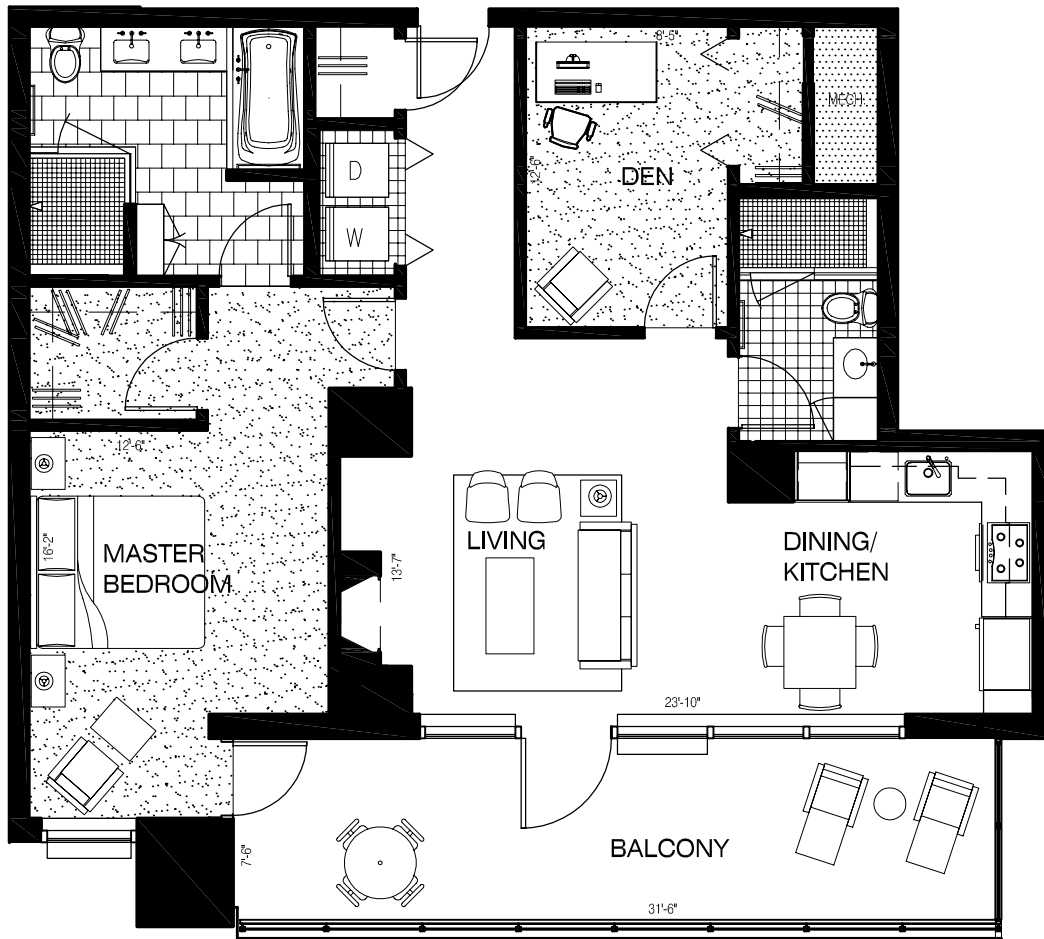 8'-5"
MECH
D
12'-6"
DEN
W
12'-6"
LIVING
DINING/
KITCHEN
16'-2"
MASTER
BEDROOM
13'-7"
23'-10"
BALCONY
7'-6"
31'-6"